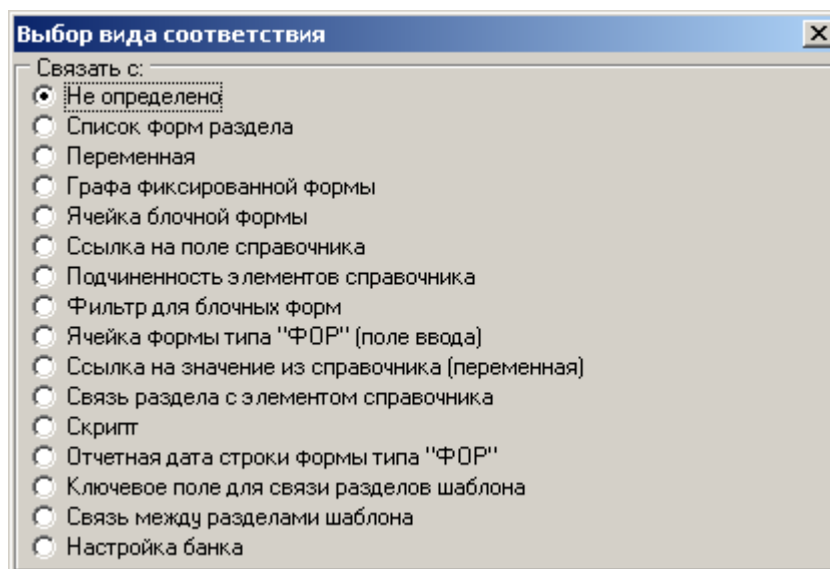 Выбор вида соответствия
Связать с:
Не определено
Список форм раздела
Переменная
Графа фиксированной формы
Ячейка блочной формы
Ссылка на поле справочника
Подчиненность элементов справочника
Фильтр для блочных форм
Ячейка формы типа "ФОР" (поле ввода)
Ссылка на значение из справочника (переменная)
Связь раздела с элементом справочника
Скрипт
Отчетная дата строки формы типа "ФОР"
Ключевое поле для связи разделов шаблона
Связь между разделами шаблона
Настройка банка